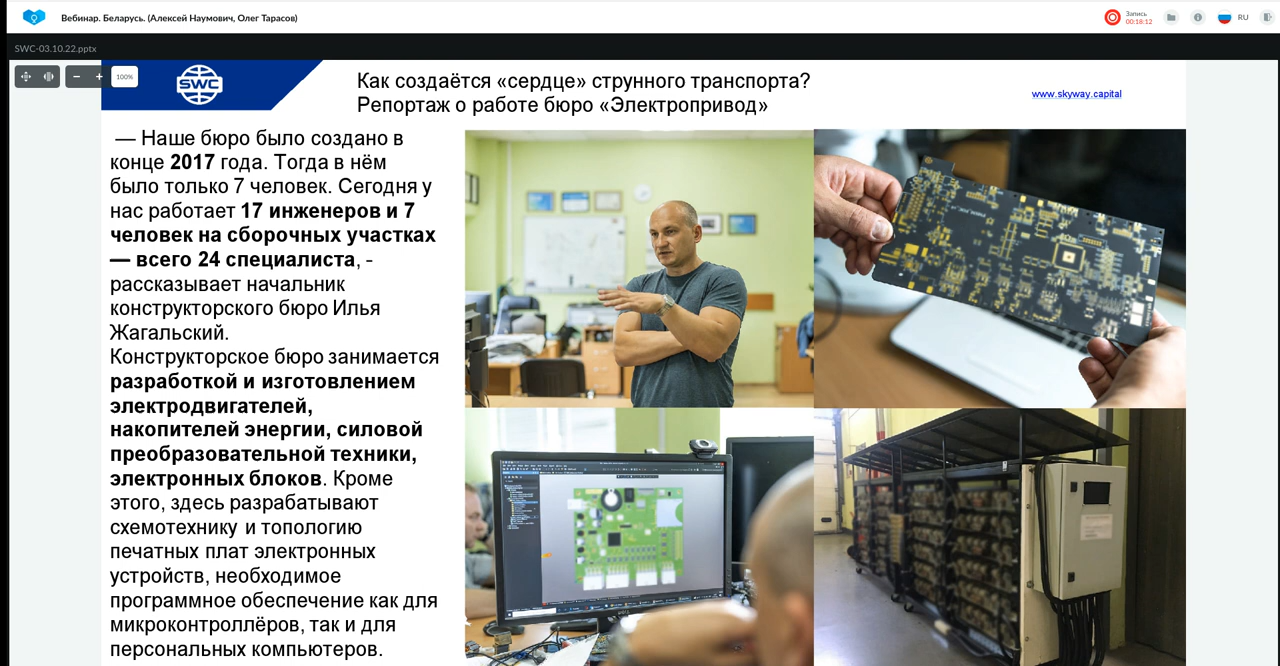 Вебинар. Беларусь. (Алексей Наумович, Олег Тарасов)
Запись
00:18:12
RU
SWC-03.10.22.pptx
100%
SWC
Как создаётся «сердце» струнного транспорта?
Репортаж о работе бюро «Электропривод»
www.skyway.capital
— Наше бюро было создано в
конце 2017 года. Тогда в нём
было только 7 человек. Сегодня у
нас работает 17 инженеров и 7
человек на сборочных участках
— всего 24 специалиста, -
рассказывает начальник
конструкторского бюро Илья
Жагальский.
Конструкторское бюро занимается
разработкой и изготовлением
электродвигателей,
накопителей энергии, силовой
преобразовательной техники,
электронных блоков. Кроме
этого, здесь разрабатывают
схемотехнику и топологию
печатных плат электронных
устройств, необходимое
программное обеспечение как для
микроконтроллёров, так и для
персональных компьютеров.